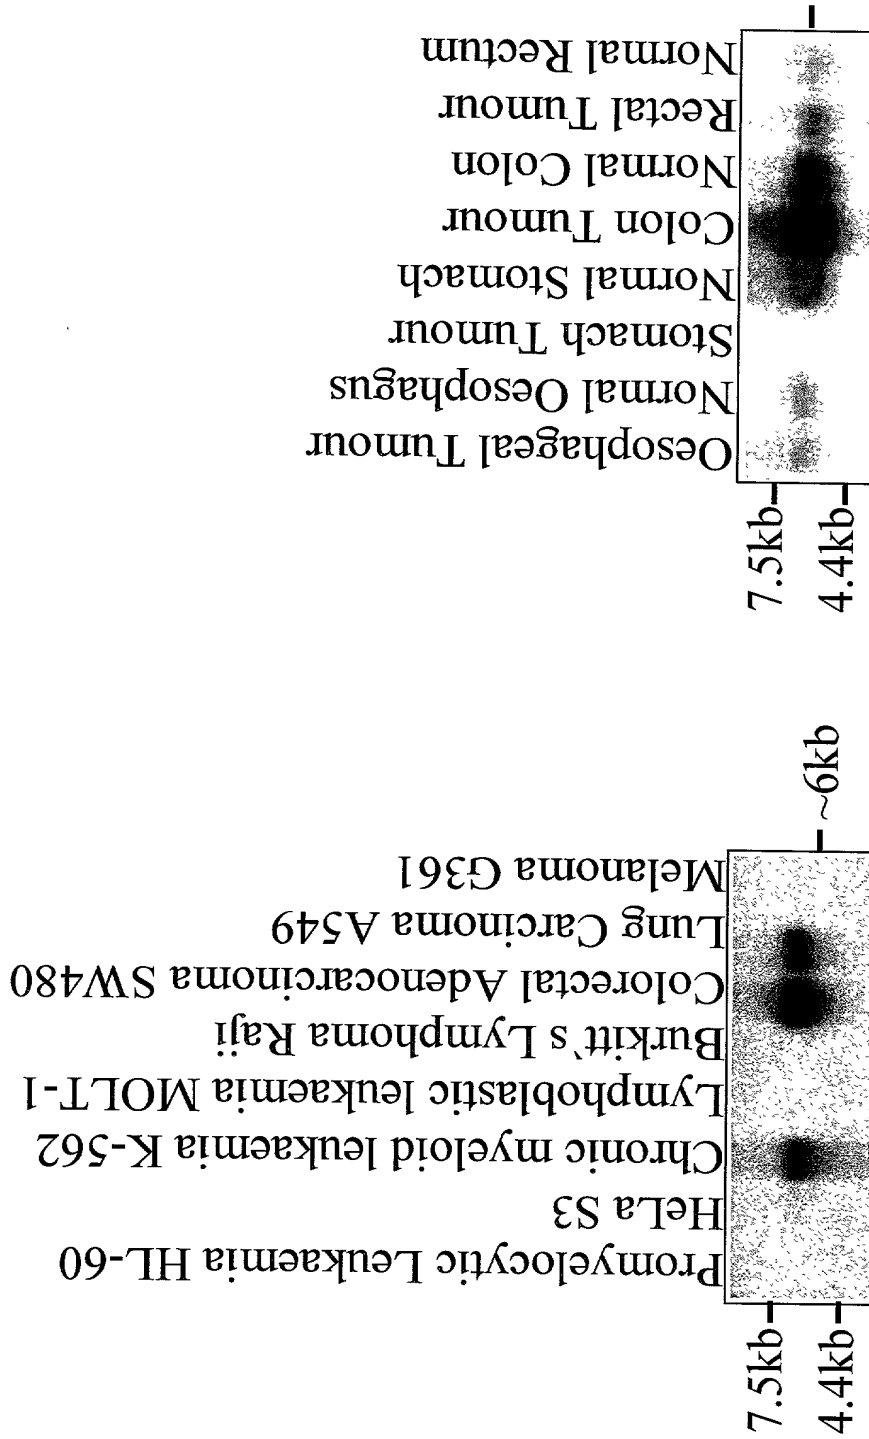 Promyelocytic Leukaemia HL-60
HeLa S3
Chronic myeloid leukaemia K-562
Lymphoblastic leukaemia MOLT-1
Burkitt`s Lymphoma Raji
Colorectal Adenocarcinoma SW480
Lung Carcinoma A549
Melanoma G361
7.5kb
4.4kb
~6kb
Oesophageal Tumour
Normal Oesophagus
Stomach Tumour
Normal Stomach
Colon Tumour
Normal Colon
Rectal Tumour
Normal Rectum
7.5kb
4.4kb